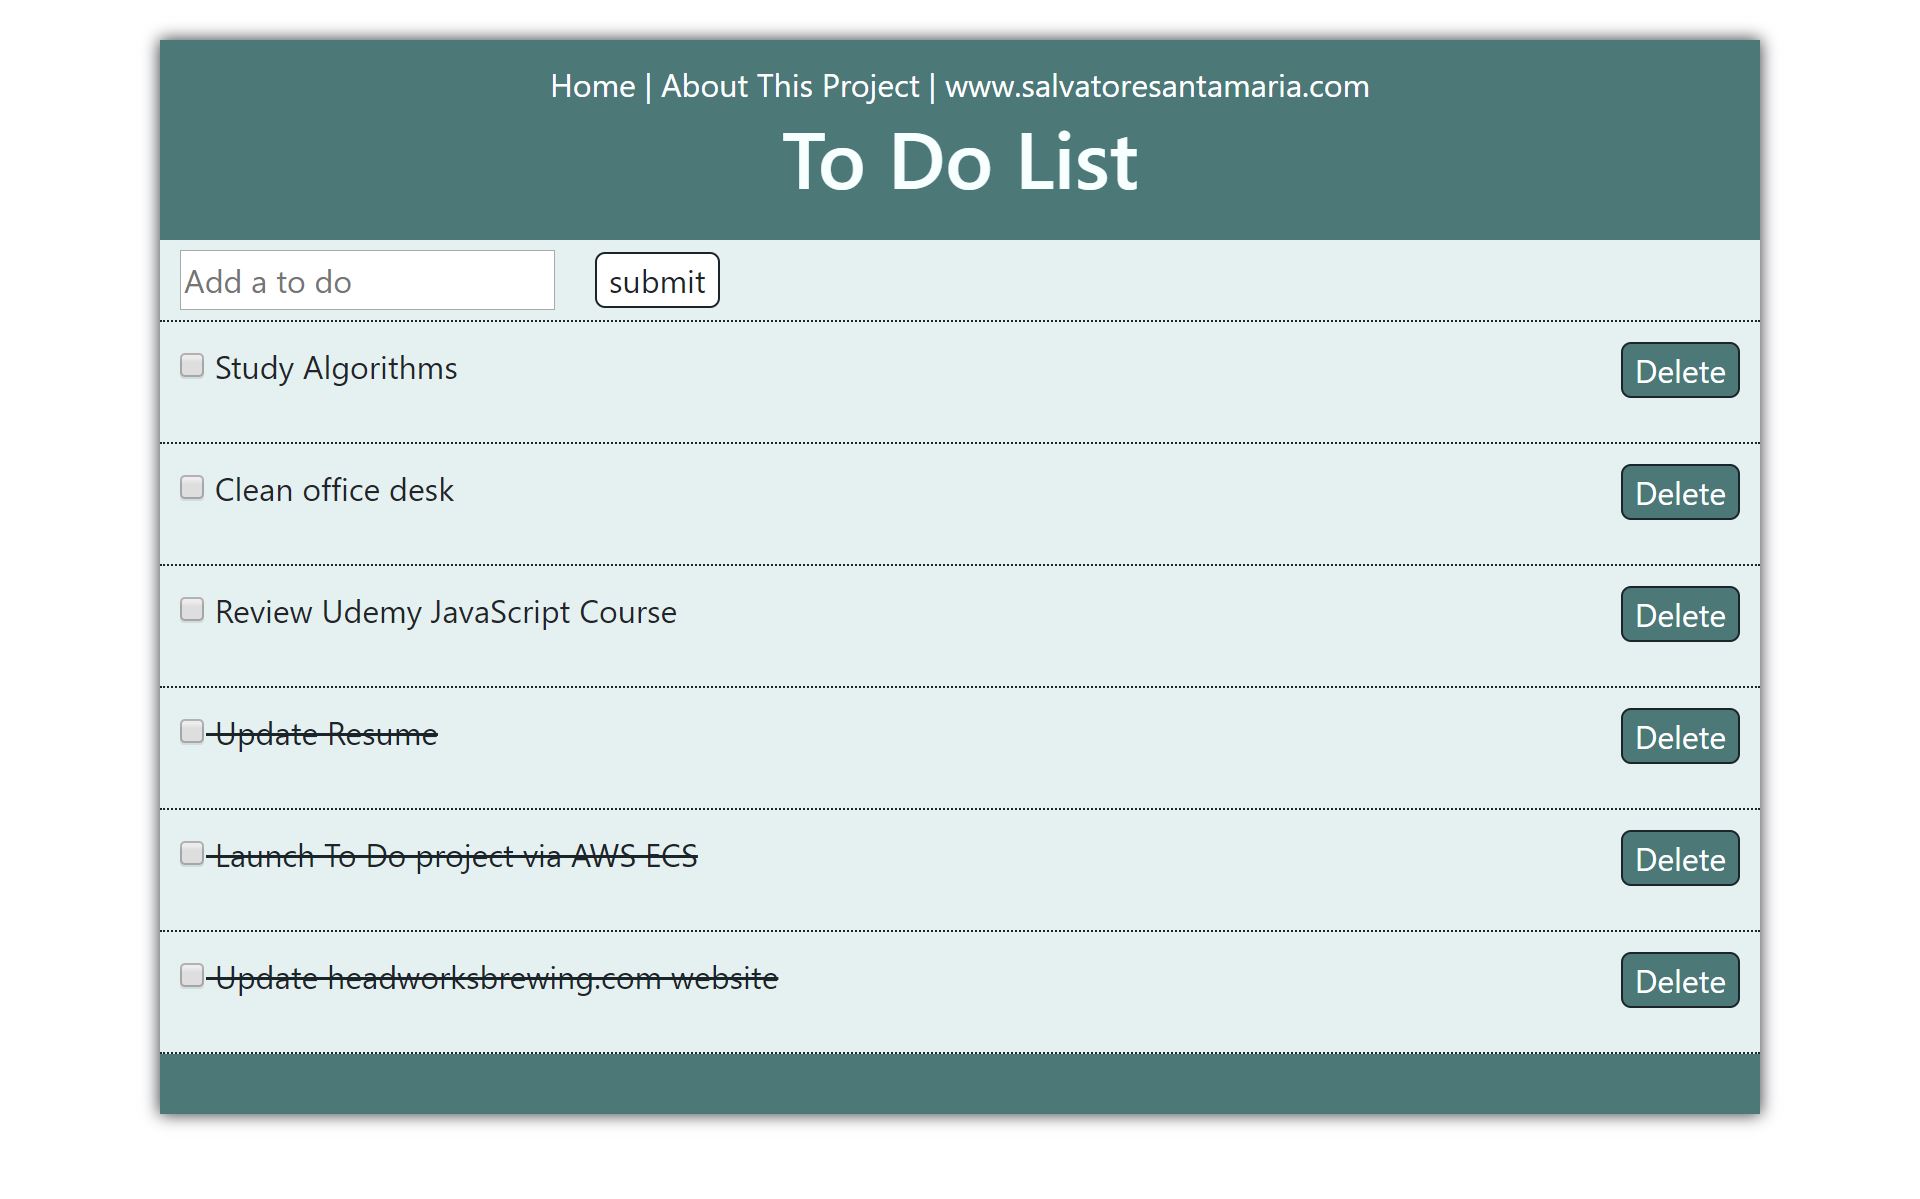 Home | About This Project | www.salvatoresantamaria.com
To Do List
Add a to do submit
Study Algorithms Delete
Clean office desk Delete
Review Udemy JavaScript Course Delete
Update Resume Delete
Launch To Do project via AWS ECS Delete
Update headworksbrewing.com website Delete